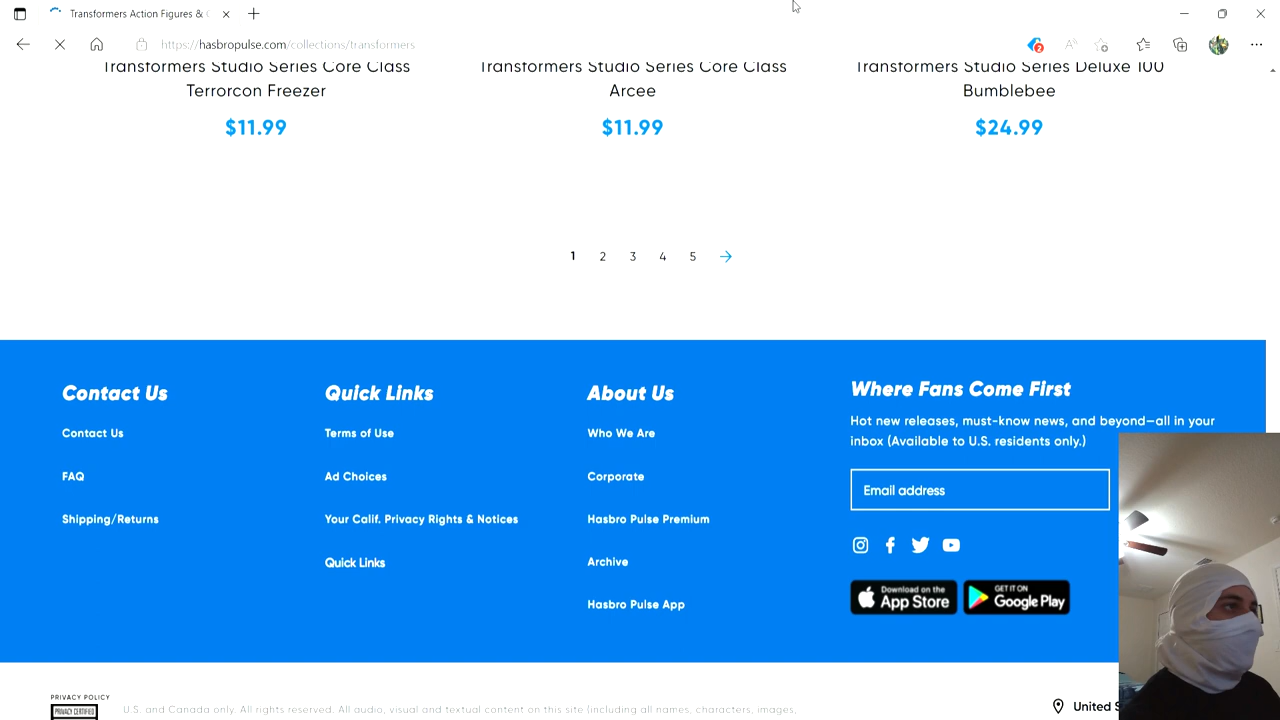 Transformers Action Figures &
2
https://hasbropulse.com/collections/transformers
Transformers Studio Series Core Class
Terrorcon Freezer
$11.99
Transformers Studio Series Core Class
Arcee
$11.99
Transformers Studio Series Deluxe 100
Bumblebee
$24.99
1 2 3 4 5
Contact Us
Contact Us
FAQ
Shipping/Returns
Quick Links
Terms of Use
Ad Choices
Your Calif. Privacy Rights & Notices
Quick Links
About Us
Who We Are
Corporate
Hasbro Pulse Premium
Archive
Hasbro Pulse App
Where Fans Come First
Hot new releases, must-know news, and beyond—all in your
inbox (Available to U.S. residents only.)
Email address
Download on the
App Store
GET IT ON
Google Play
PRIVACY POLICY
PRIVACY CERTIFIED
U.S. and Canada only. All rights reserved. All audio, visual and textual content on this site (including all names, characters, images,
United